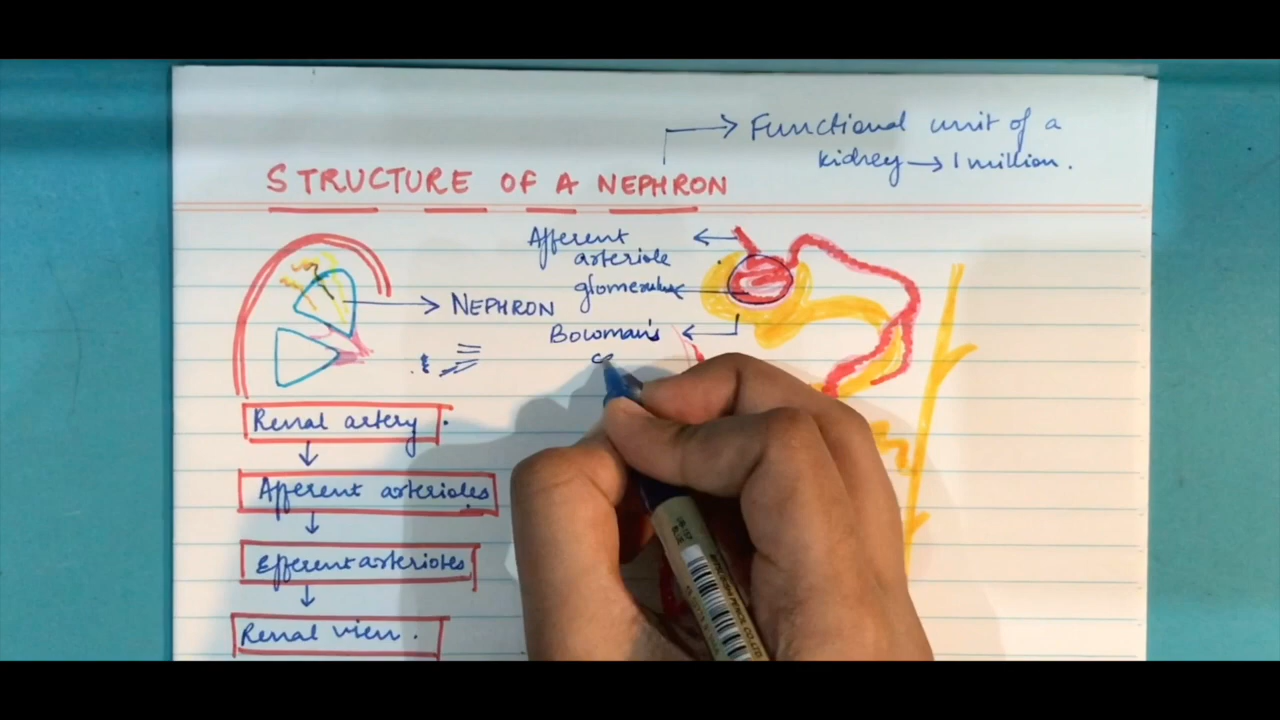 Functional unit of a
kidney → 1 million.
STRUCTURE OF A NEPHRON
Afferent
arteriole
glomerulus
Bowman's
NEPHRON
Renal artery.
Afferent arterioles
Efferent arterioles
Renal vien.